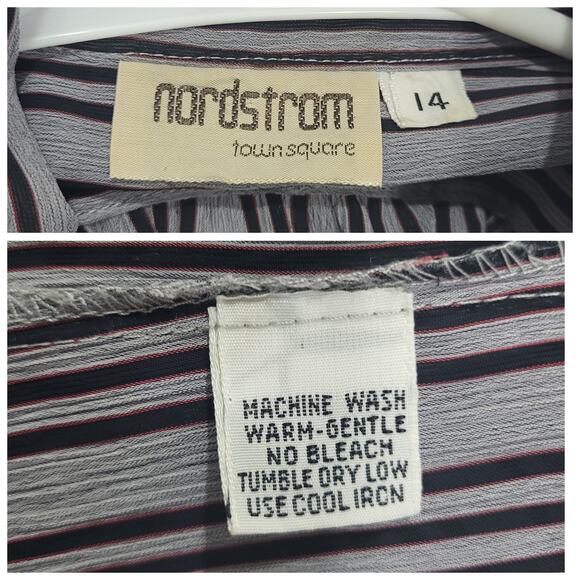 nordstrom
town square
14
MACHINE WASH
WARM-GENTLE
NO BLEACH
TUMBLE DRY LOW
USE COOL IRON